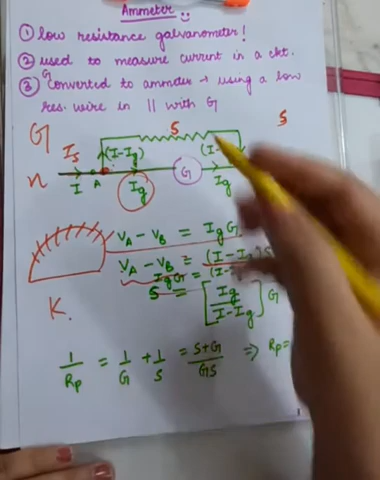 Ammeter
① low resistance galvanometer!
② used to measure current in a ckt.
③ G converted to ammeter → using a low
res. wire in || with G
G
S
S
Is
(I-Ig)
(I-
n
I
A
Ig
G
Ig
VA - VB = IgG
VA - VB = (I-Ig)S
IgG = (I-I
S = [Ig / I-Ig] G
K.
1/Rp = 1/G + 1/S = S+G/GS ⇒ Rp=